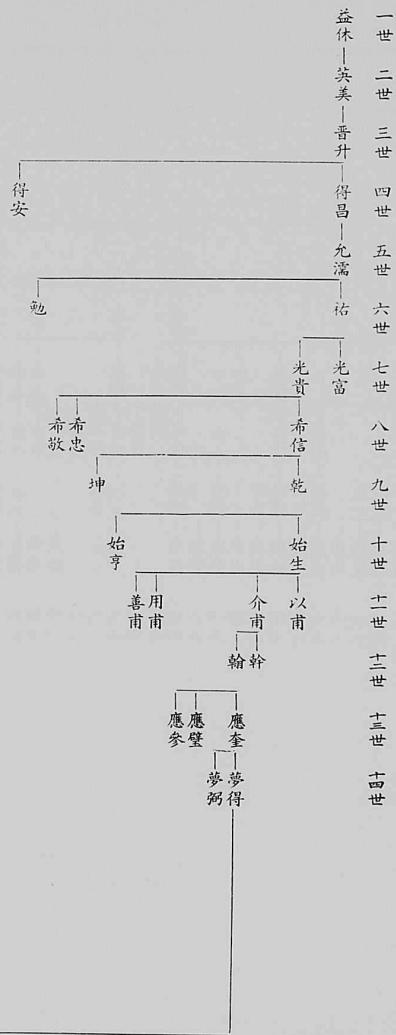 一世 二世 三世 四世 五世 六世 七世 八世 九世 十世 十一世 十二世 十三世 十四世
益休 英美 晋升 得昌 允濡 祐 光富
光貴 希信 乾 始生 以甫
介甫 幹
翰
應奎 夢得
夢弼
應璧
應參
用甫
善甫
始亨
坤
希忠
希敬
勉
得安